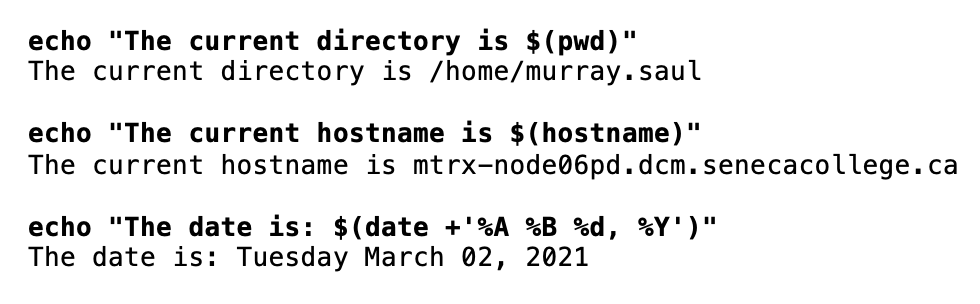 echo "The current directory is $(pwd)"
The current directory is /home/murray.saul
echo "The current hostname is $(hostname)"
The current hostname is mtrx-node06pd.dcm.senecacollege.ca
echo "The date is: $(date +'%A %B %d, %Y')"
The date is: Tuesday March 02, 2021